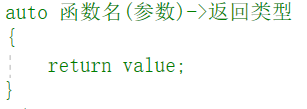 auto 函数名(参数)->返回类型
{
    return value;
}